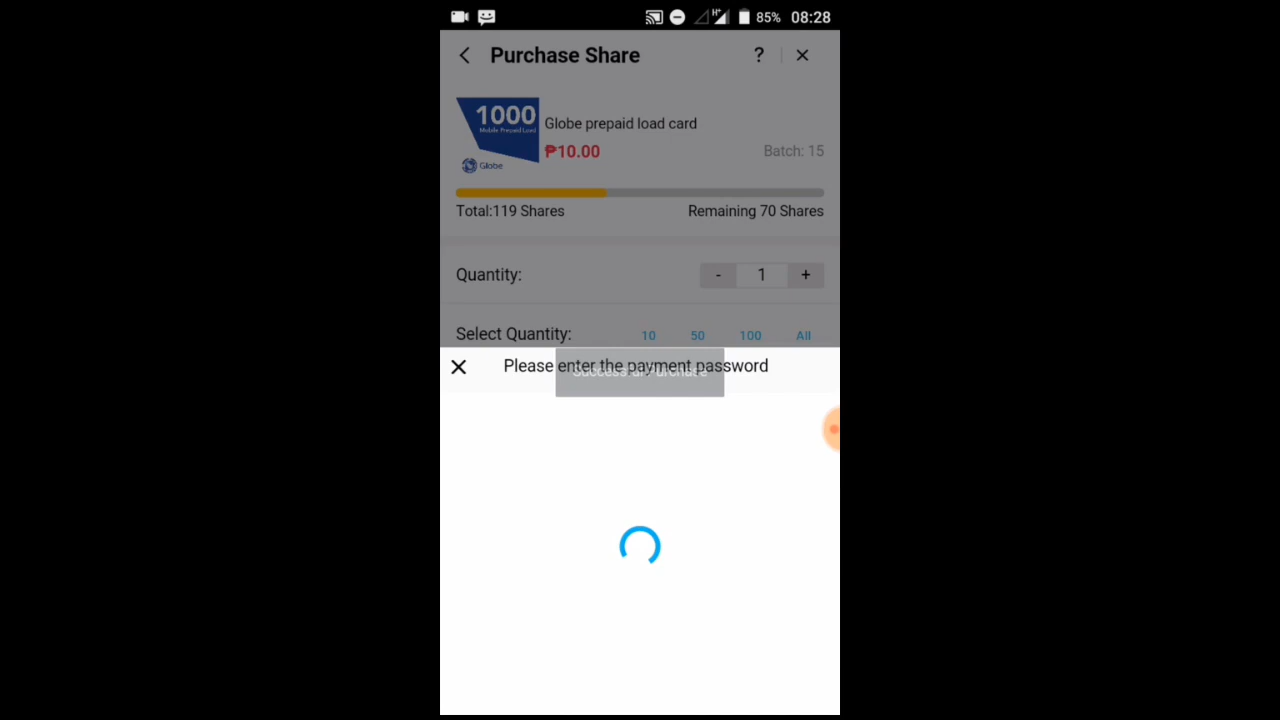 H+ 85% 08:28
Purchase Share ?
1000
Mobile Prepaid Load
Globe
Globe prepaid load card
₱10.00
Batch: 15
Total:119 Shares
Remaining 70 Shares
Quantity:
- 1 +
Select Quantity:
10 50 100 All
Please enter the payment password
Purchase